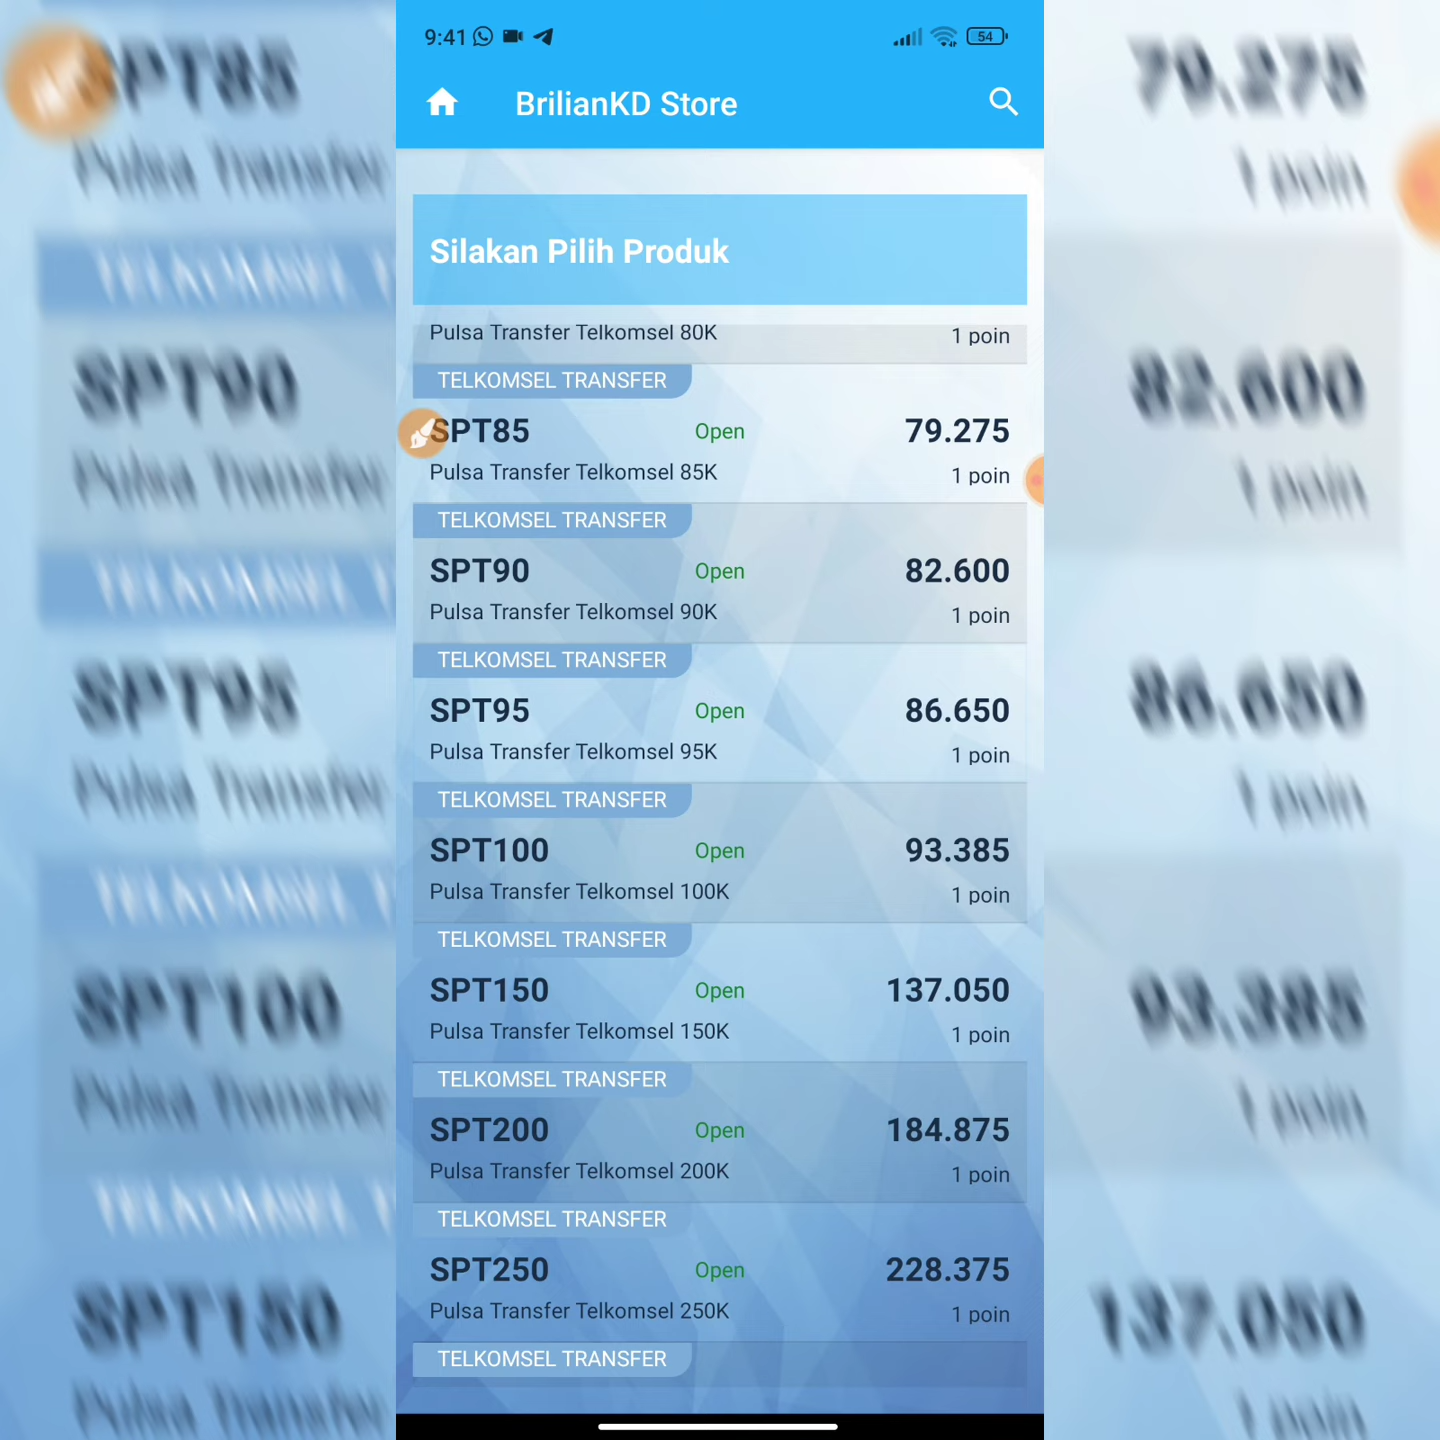 9:41
54
BrilianKD Store
Silakan Pilih Produk
Pulsa Transfer Telkomsel 80K 1 poin
TELKOMSEL TRANSFER
SPT85 Open 79.275
Pulsa Transfer Telkomsel 85K 1 poin
TELKOMSEL TRANSFER
SPT90 Open 82.600
Pulsa Transfer Telkomsel 90K 1 poin
TELKOMSEL TRANSFER
SPT95 Open 86.650
Pulsa Transfer Telkomsel 95K 1 poin
TELKOMSEL TRANSFER
SPT100 Open 93.385
Pulsa Transfer Telkomsel 100K 1 poin
TELKOMSEL TRANSFER
SPT150 Open 137.050
Pulsa Transfer Telkomsel 150K 1 poin
TELKOMSEL TRANSFER
SPT200 Open 184.875
Pulsa Transfer Telkomsel 200K 1 poin
TELKOMSEL TRANSFER
SPT250 Open 228.375
Pulsa Transfer Telkomsel 250K 1 poin
TELKOMSEL TRANSFER